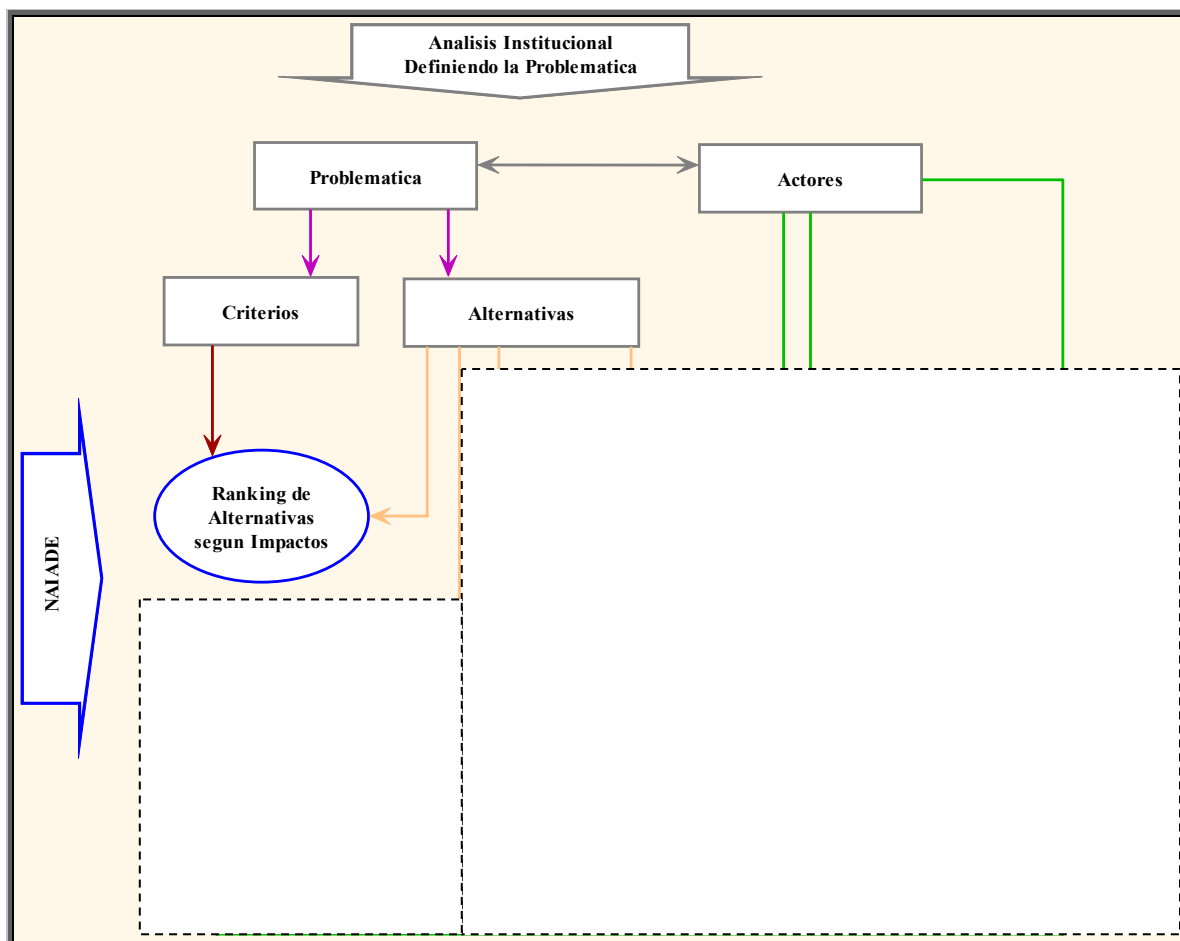 Analisis Institucional
Definiendo la Problematica
Problematica
Actores
Criterios
Alternativas
Ranking de
Alternativas
segun Impactos
NAIADE